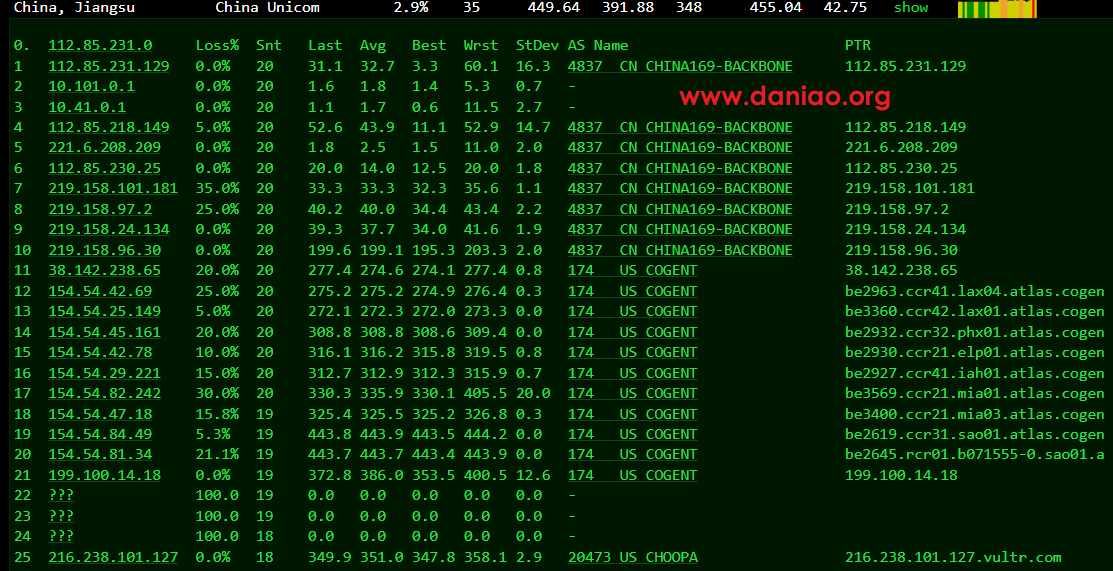 China, Jiangsu China Unicom 2.9% 35 449.64 391.88 348 455.04 42.75 show
0. 112.85.231.0 Loss% Snt Last Avg Best Wrst StDev AS Name PTR
1 112.85.231.129 0.0% 20 31.1 32.7 3.3 60.1 16.3 4837 CN CHINA169-BACKBONE 112.85.231.129
2 10.101.0.1 0.0% 20 1.6 1.8 1.4 5.3 0.7 -
www.daniao.org
3 10.41.0.1 0.0% 20 1.1 1.7 0.6 11.5 2.7 -
4 112.85.218.149 5.0% 20 52.6 43.9 11.1 52.9 14.7 4837 CN CHINA169-BACKBONE 112.85.218.149
5 221.6.208.209 0.0% 20 1.8 2.5 1.5 11.0 2.0 4837 CN CHINA169-BACKBONE 221.6.208.209
6 112.85.230.25 0.0% 20 20.0 14.0 12.5 20.0 1.8 4837 CN CHINA169-BACKBONE 112.85.230.25
7 219.158.101.181 35.0% 20 33.3 33.3 32.3 35.6 1.1 4837 CN CHINA169-BACKBONE 219.158.101.181
8 219.158.97.2 25.0% 20 40.2 40.0 34.4 43.4 2.2 4837 CN CHINA169-BACKBONE 219.158.97.2
9 219.158.24.134 0.0% 20 39.3 37.7 34.0 41.6 1.9 4837 CN CHINA169-BACKBONE 219.158.24.134
10 219.158.96.30 0.0% 20 199.6 199.1 195.3 203.3 2.0 4837 CN CHINA169-BACKBONE 219.158.96.30
11 38.142.238.65 20.0% 20 277.4 274.6 274.1 277.4 0.8 174 US COGENT 38.142.238.65
12 154.54.42.69 25.0% 20 275.2 275.2 274.9 276.4 0.3 174 US COGENT be2963.ccr41.lax04.atlas.cogen
13 154.54.25.149 5.0% 20 272.1 272.3 272.0 273.3 0.0 174 US COGENT be3360.ccr42.lax01.atlas.cogen
14 154.54.45.161 20.0% 20 308.8 308.8 308.6 309.4 0.0 174 US COGENT be2932.ccr32.phx01.atlas.cogen
15 154.54.42.78 10.0% 20 316.1 316.2 315.8 319.5 0.8 174 US COGENT be2930.ccr21.elp01.atlas.cogen
16 154.54.29.221 15.0% 20 312.7 312.9 312.3 315.9 0.7 174 US COGENT be2927.ccr41.iah01.atlas.cogen
17 154.54.82.242 30.0% 20 330.3 335.9 330.1 405.5 20.0 174 US COGENT be3569.ccr21.mia01.atlas.cogen
18 154.54.47.18 15.8% 19 325.4 325.5 325.2 326.8 0.3 174 US COGENT be3400.ccr21.mia03.atlas.cogen
19 154.54.84.49 5.3% 19 443.8 443.9 443.5 444.2 0.0 174 US COGENT be2619.ccr31.sao01.atlas.cogen
20 154.54.81.34 21.1% 19 443.7 443.7 443.4 443.9 0.0 174 US COGENT be2645.rcr01.b071555-0.sao01.a
21 199.100.14.18 0.0% 19 372.8 386.0 353.5 400.5 12.6 174 US COGENT 199.100.14.18
22 ??? 100.0 19 0.0 0.0 0.0 0.0 0.0 -
23 ??? 100.0 19 0.0 0.0 0.0 0.0 0.0 -
24 ??? 100.0 18 0.0 0.0 0.0 0.0 0.0 -
25 216.238.101.127 0.0% 18 349.9 351.0 347.8 358.1 2.9 20473 US CHOOPA 216.238.101.127.vultr.com